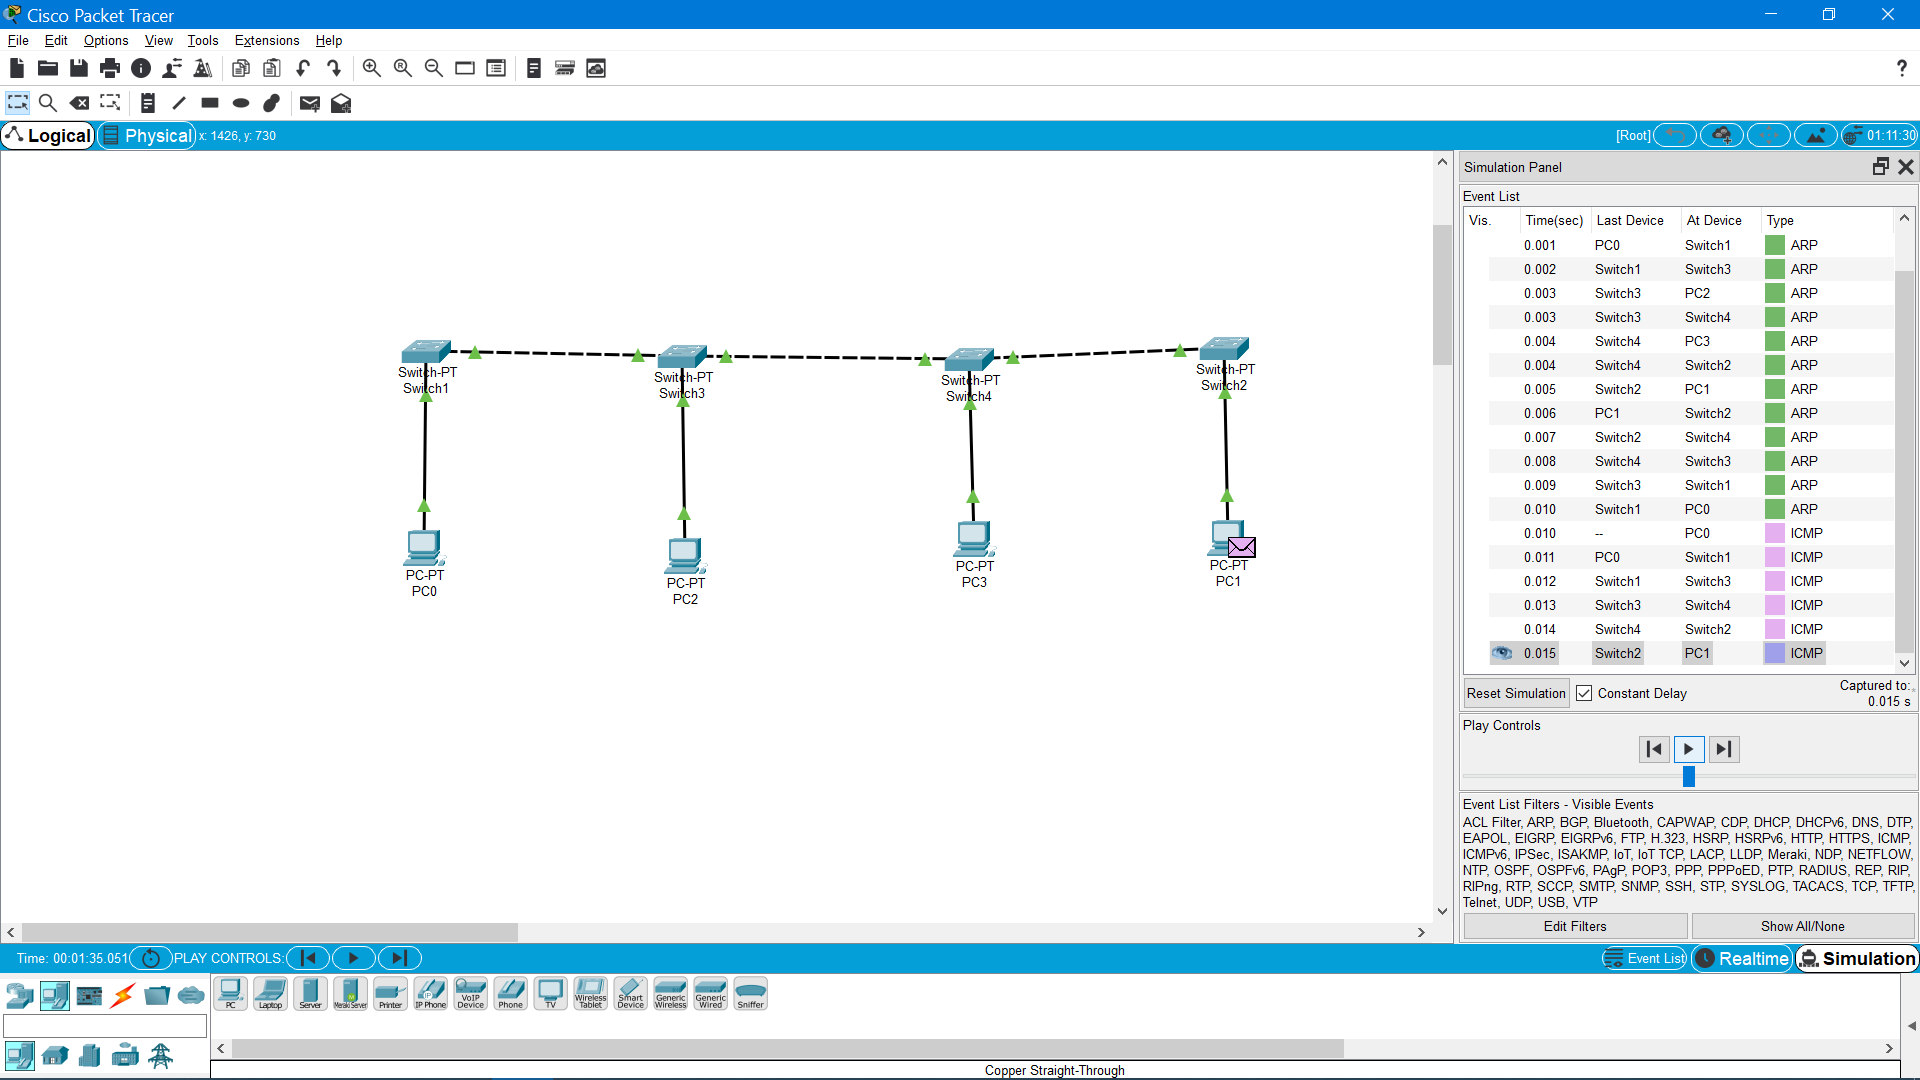 Cisco Packet Tracer
File Edit Options View Tools Extensions Help
Logical Physical x: 1426, y: 730 [Root] 01:11:30
Switch-PT
Switch1
Switch-PT
Switch3
Switch-PT
Switch4
Switch-PT
Switch2
PC-PT
PC0
PC-PT
PC2
PC-PT
PC3
PC-PT
PC1
Simulation Panel
Event List
Vis. Time(sec) Last Device At Device Type
0.001 PC0 Switch1 ARP
0.002 Switch1 Switch3 ARP
0.003 Switch3 PC2 ARP
0.003 Switch3 Switch4 ARP
0.004 Switch4 PC3 ARP
0.004 Switch4 Switch2 ARP
0.005 Switch2 PC1 ARP
0.006 PC1 Switch2 ARP
0.007 Switch2 Switch4 ARP
0.008 Switch4 Switch3 ARP
0.009 Switch3 Switch1 ARP
0.010 Switch1 PC0 ARP
0.010 -- PC0 ICMP
0.011 PC0 Switch1 ICMP
0.012 Switch1 Switch3 ICMP
0.013 Switch3 Switch4 ICMP
0.014 Switch4 Switch2 ICMP
0.015 Switch2 PC1 ICMP
Reset Simulation Constant Delay Captured to:
0.015 s
Play Controls
Event List Filters - Visible Events
ACL Filter, ARP, BGP, Bluetooth, CAPWAP, CDP, DHCP, DHCPv6, DNS, DTP,
EAPOL, EIGRP, EIGRPv6, FTP, H.323, HSRP, HSRPv6, HTTP, HTTPS, ICMP,
ICMPv6, IPSec, ISAKMP, IoT, IoT TCP, LACP, LLDP, Meraki, NDP, NETFLOW,
NTP, OSPF, OSPFv6, PAgP, POP3, PPP, PPPoED, PTP, RADIUS, REP, RIP,
RIPng, RTP, SCCP, SMTP, SNMP, SSH, STP, SYSLOG, TACACS, TCP, TFTP,
Telnet, UDP, USB, VTP
Edit Filters Show All/None
Time: 00:01:35.051 PLAY CONTROLS: Event List Realtime Simulation
PC
Laptop
Server
Meraki Server
Printer
IP Phone
VoIP
Device
Phone
TV
Wireless
Tablet
Smart
Device
Generic
Wireless
Generic
Wired
Sniffer
Copper Straight-Through